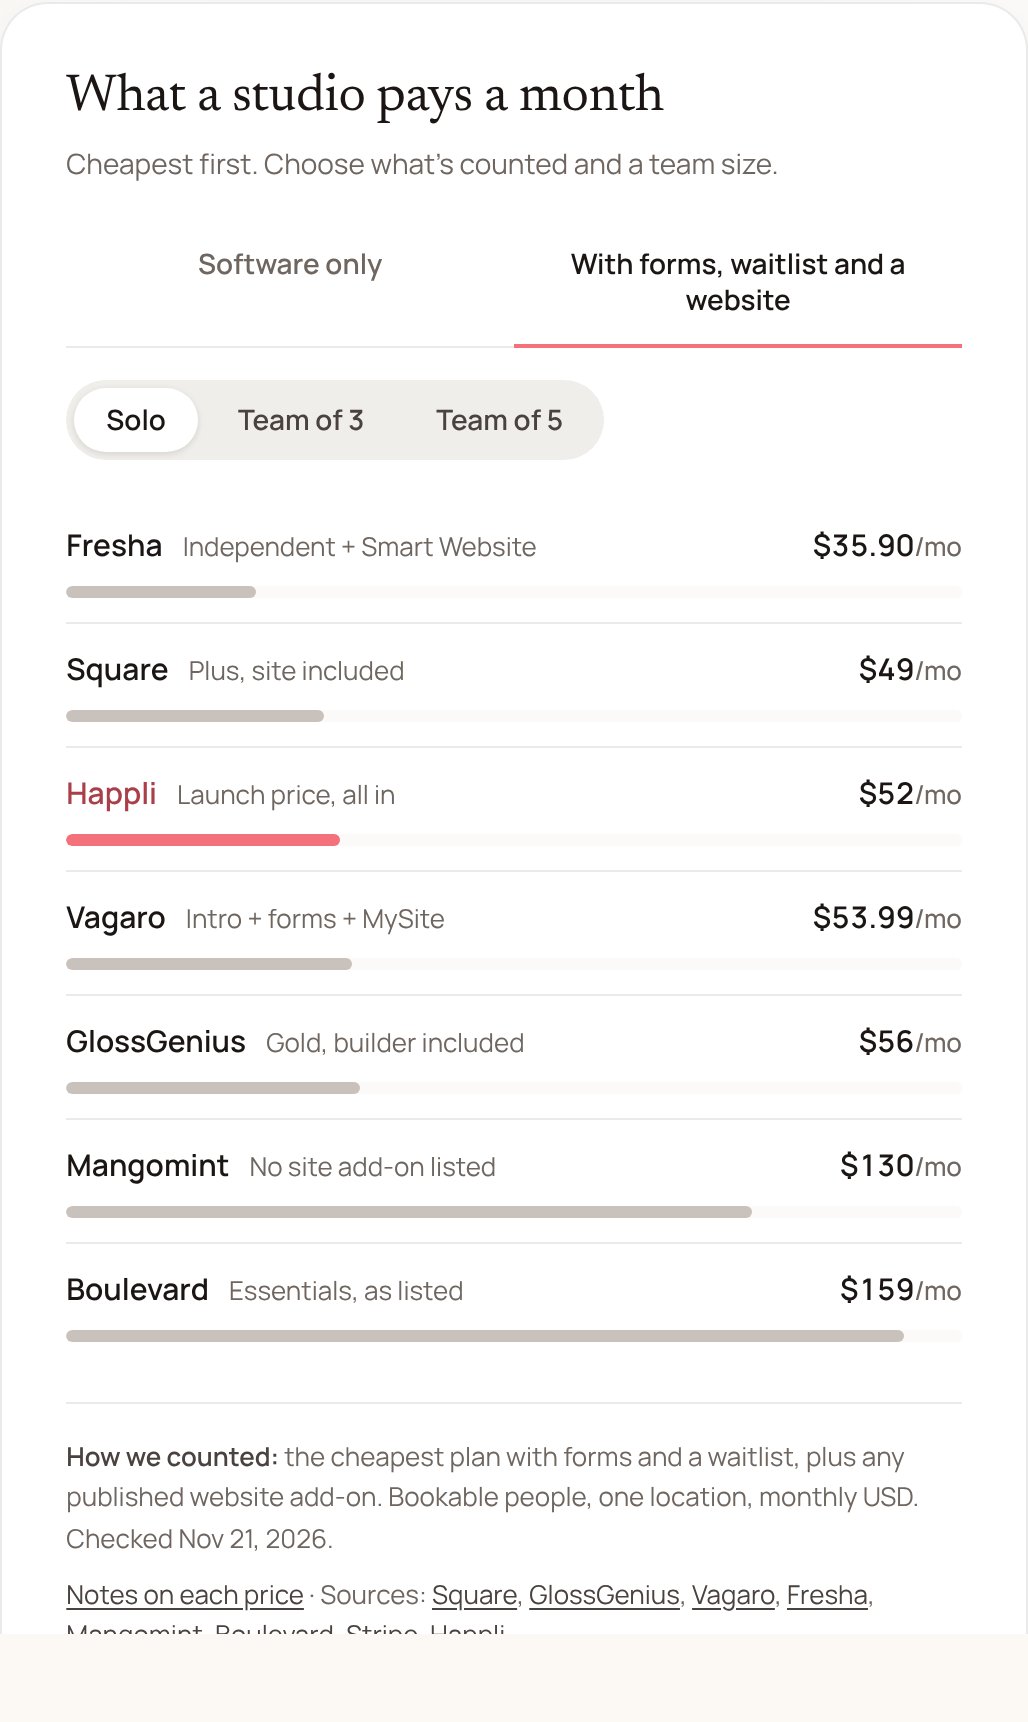 What a studio pays a month
Cheapest first. Choose what's counted and a team size.
Software only
With forms, waitlist and a
website
Solo
Team of 3
Team of 5
Fresha Independent + Smart Website $35.90/mo
Square Plus, site included $49/mo
Happli Launch price, all in $52/mo
Vagaro Intro + forms + MySite $53.99/mo
GlossGenius Gold, builder included $56/mo
Mangomint No site add-on listed $130/mo
Boulevard Essentials, as listed $159/mo
How we counted: the cheapest plan with forms and a waitlist, plus any
published website add-on. Bookable people, one location, monthly USD.
Checked Nov 21, 2026.
Notes on each price · Sources: Square, GlossGenius, Vagaro, Fresha,
Mangomint, Boulevard, Stripe, Happli